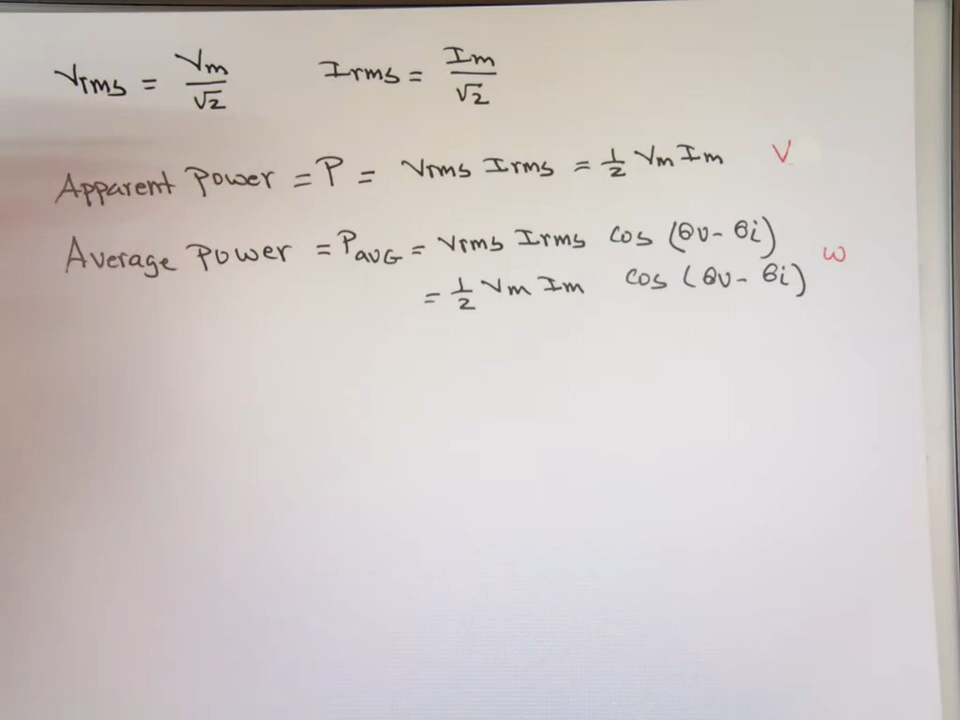 Vrms = Vm/√2 Irms = Im/√2
Apparent Power = P = Vrms Irms = 1/2 Vm Im V
Average Power = PAVG = Vrms Irms cos (θv - θi) w
= 1/2 Vm Im cos (θv - θi)